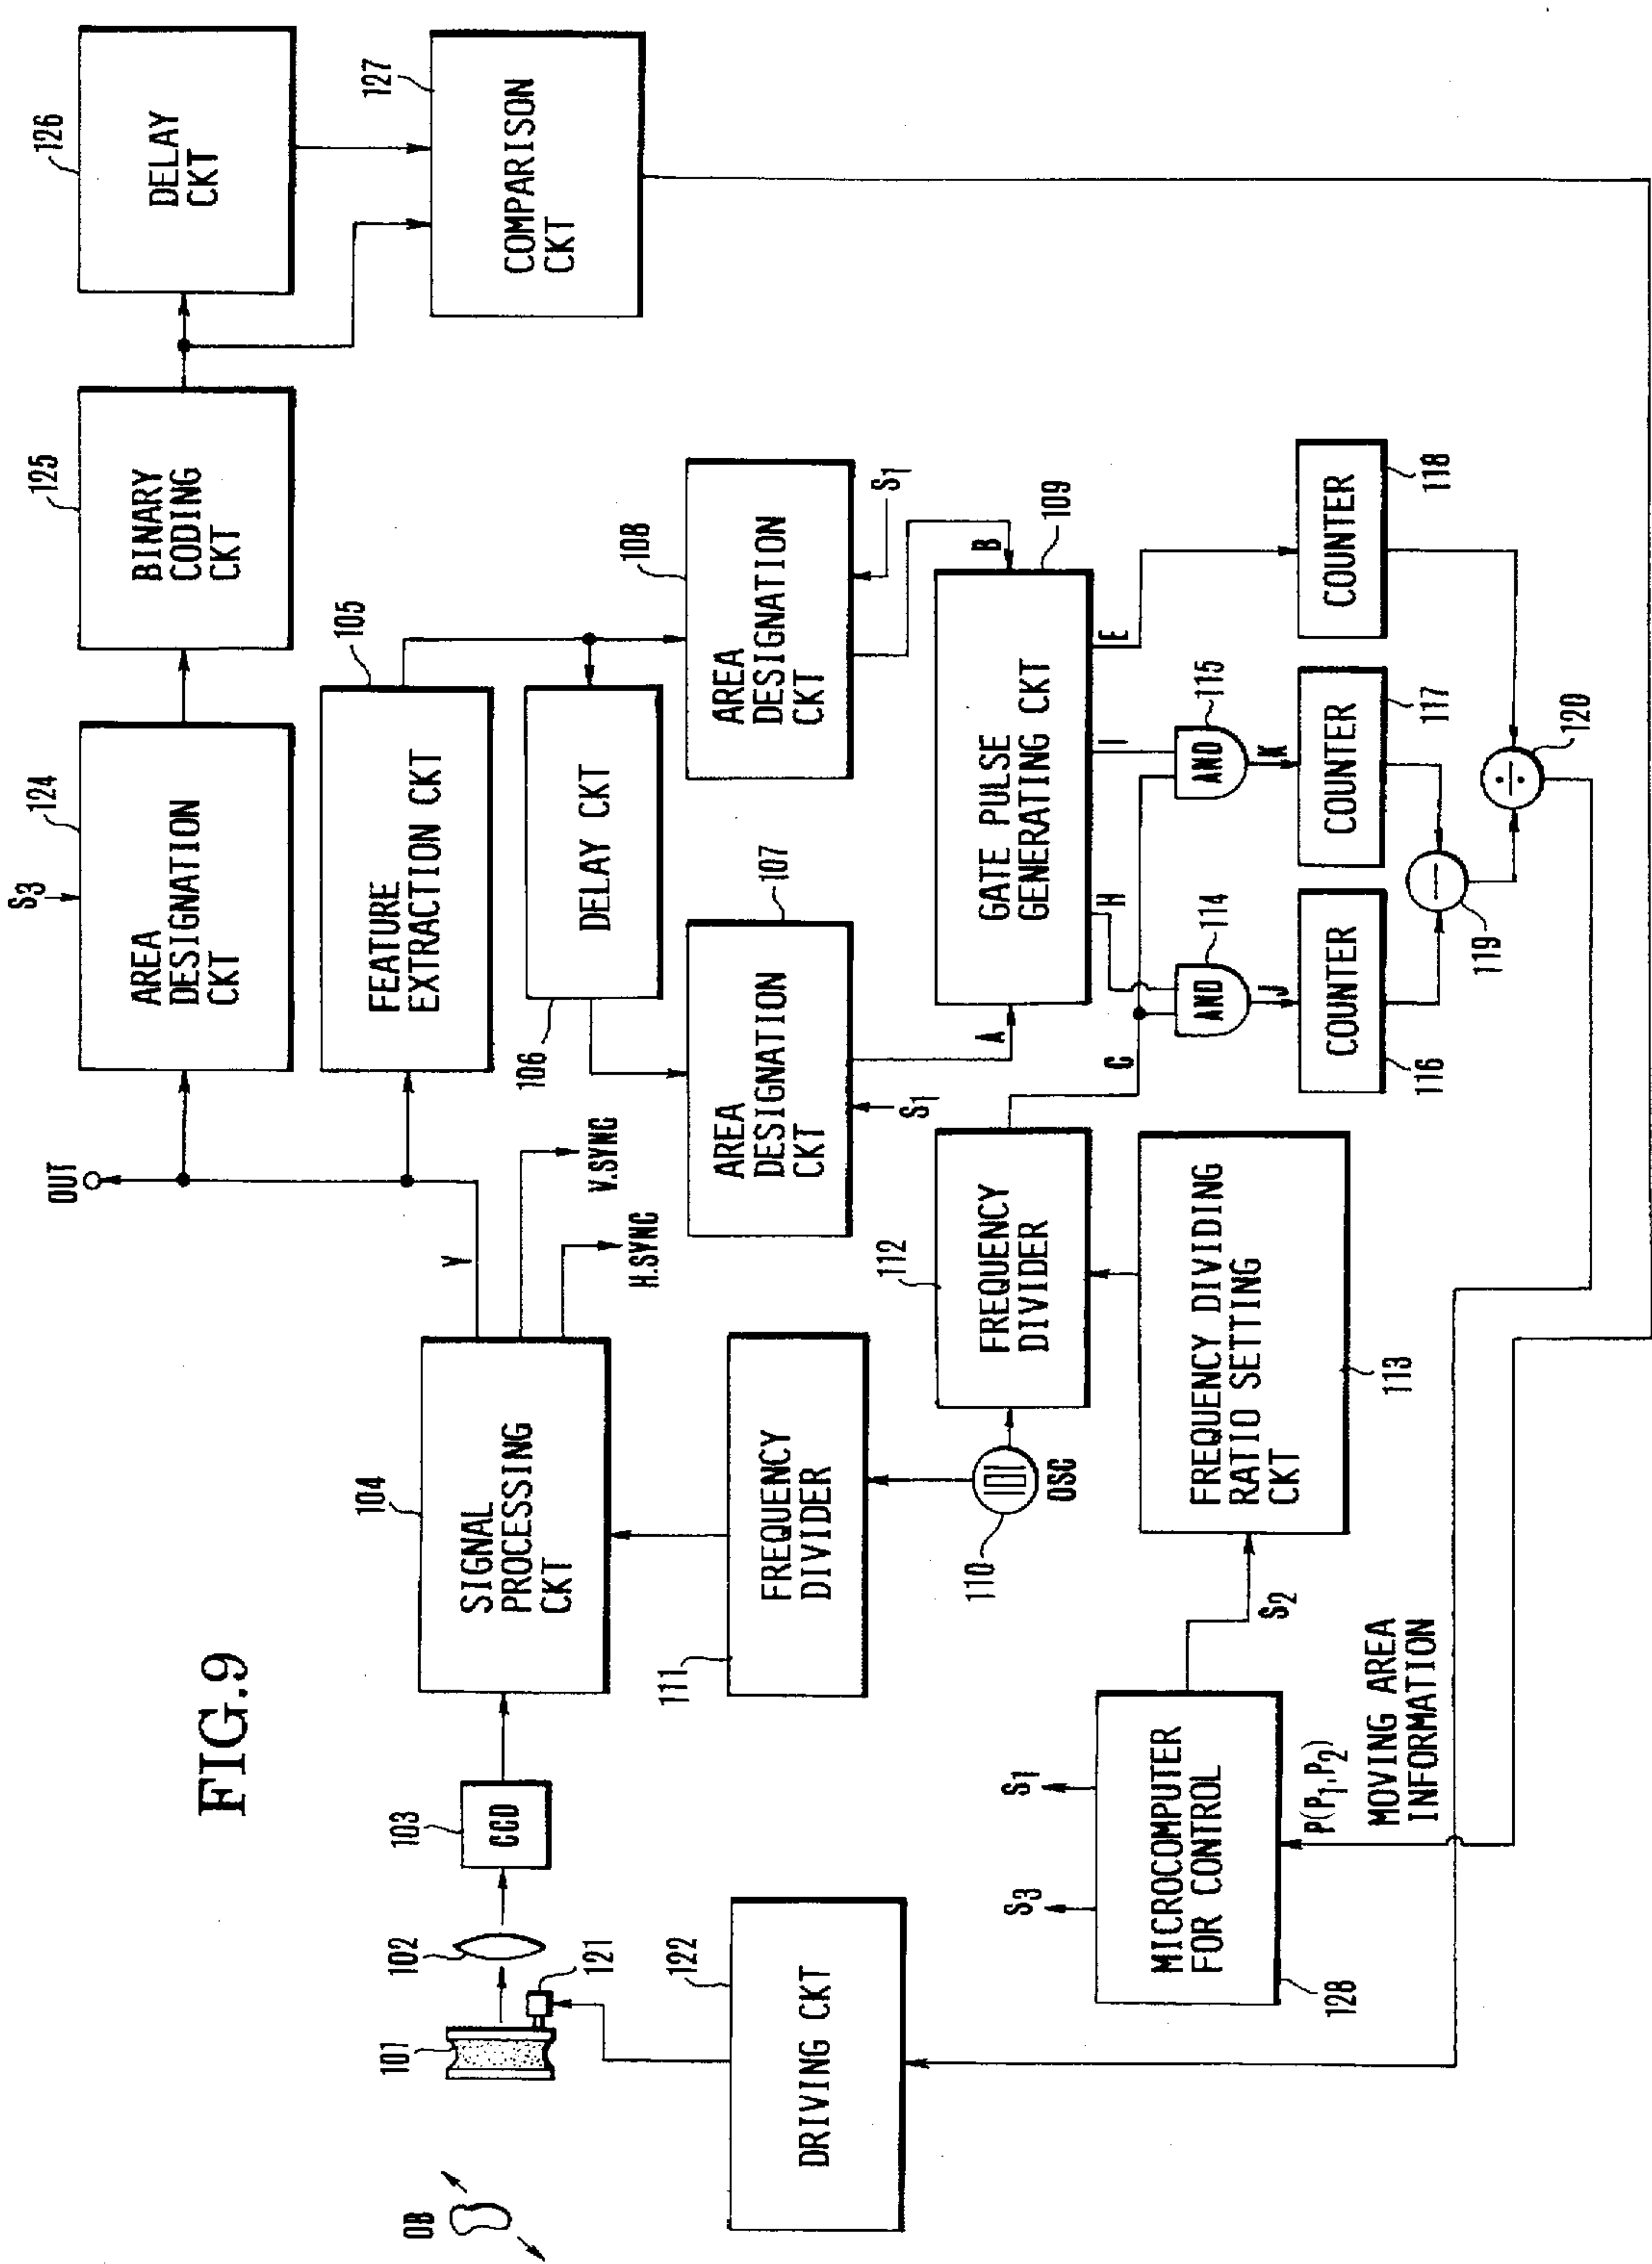 FIG.9
OB
101
102
121
103
CCD
104
SIGNAL
PROCESSING
CKT
Y
V.SYNC
H.SYNC
OUT
S3
124
AREA
DESIGNATION
CKT
125
BINARY
CODING
CKT
126
DELAY
CKT
127
COMPARISON
CKT
105
FEATURE
EXTRACTION CKT
106
DELAY CKT
107
AREA
DESIGNATION
CKT
S1
108
AREA
DESIGNATION
CKT
S1
A
B
109
GATE PULSE
GENERATING CKT
H
I
E
122
DRIVING CKT
111
FREQUENCY
DIVIDER
110
OSC
112
FREQUENCY
DIVIDER
G
114
AND
J
115
AND
K
116
COUNTER
117
COUNTER
118
COUNTER
119
120
113
FREQUENCY DIVIDING
RATIO SETTING
CKT
S2
S3
S1
128
MICROCOMPUTER
FOR CONTROL
P(P1,P2)
MOVING AREA
INFORMATION